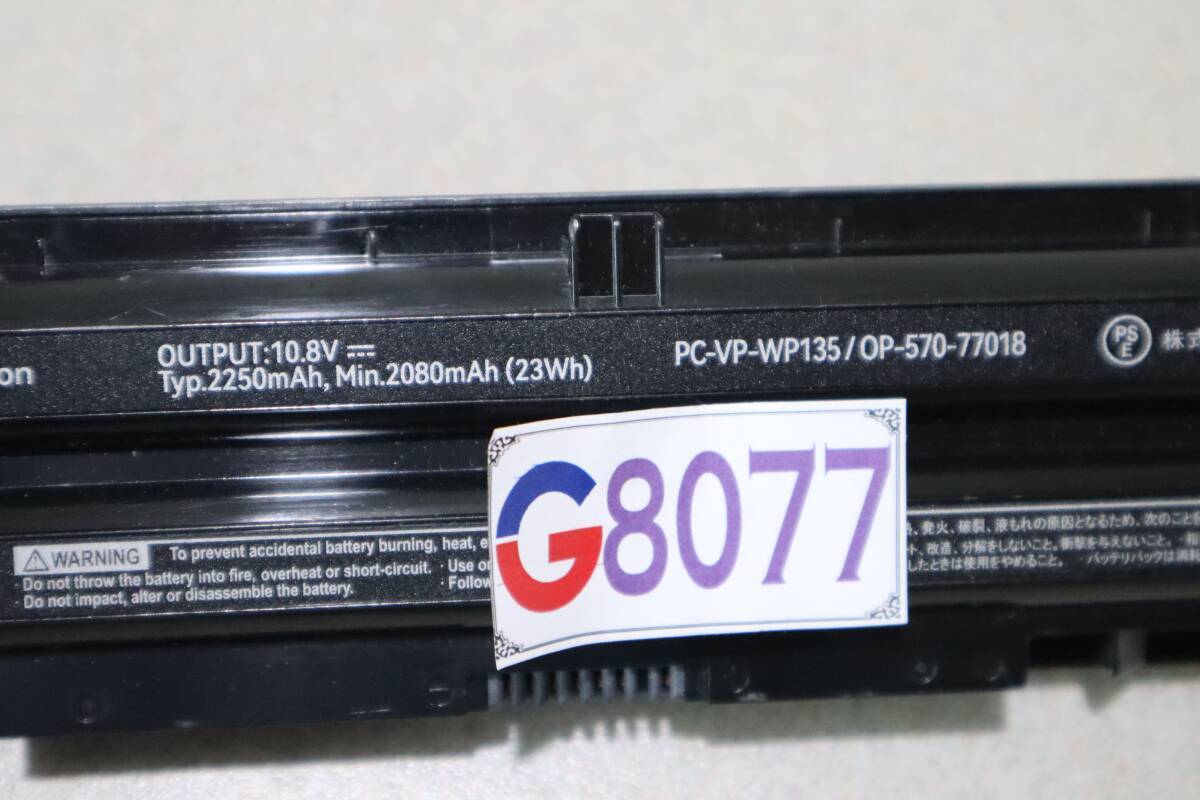 OUTPUT:10.8V
Typ.2250mAh, Min.2080mAh (23Wh)
PC-VP-WP135 / OP-570-77018
PS
E
株式
G8077
WARNING
To prevent accidental battery burning, heat,
Do not throw the battery into fire, overheat or short-circuit.
Do not impact, alter or disassemble the battery.
発火、破裂、液もれの原因となるため、次のこと
改造、分解をしないこと。衝撃を与えないこと。
したときは使用をやめること。
バッテリパックは消耗